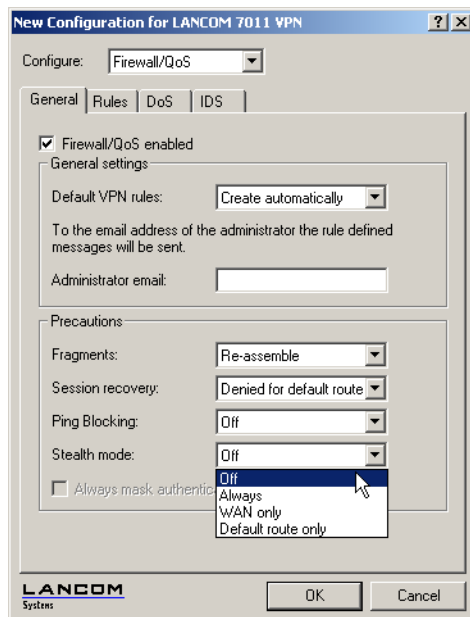 New Configuration for LANCOM 7011 VPN
Configure: Firewall/QoS
General Rules DoS IDS
Firewall/QoS enabled
General settings
Default VPN rules: Create automatically
To the email address of the administrator the rule defined
messages will be sent.
Administrator email:
Precautions
Fragments: Re-assemble
Session recovery: Denied for default route
Ping Blocking: Off
Stealth mode: Off
Off
Always mask authentic
Always
WAN only
Default route only
LANCOM
Systems
OK Cancel